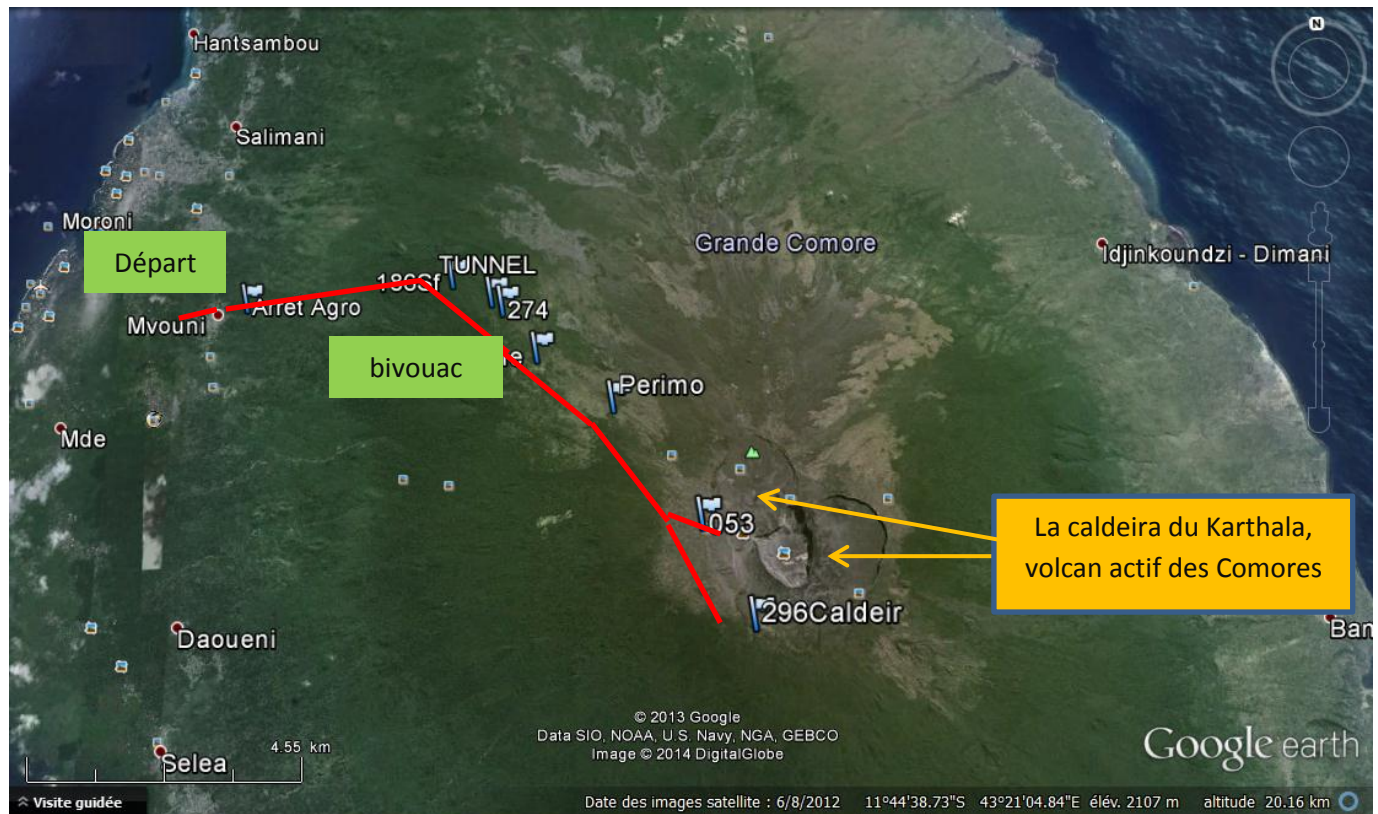 N
Hantsambou
Salimani
Moroni
Départ
Grande Comore
Idjinkoundzi - Dimani
TUNNEL
186Sf
274
Arret Agro
Mvouni
bivouac
Perimo
Mde
053
La caldeira du Karthala,
volcan actif des Comores
296Caldeir
Ban
Daoueni
© 2013 Google
Data SIO, NOAA, U.S. Navy, NGA, GEBCO
Image © 2014 DigitalGlobe
Google earth
4.55 km
Selea
Visite guidée
Date des images satellite : 6/8/2012 11°44'38.73"S 43°21'04.84"E élév. 2107 m altitude 20.16 km